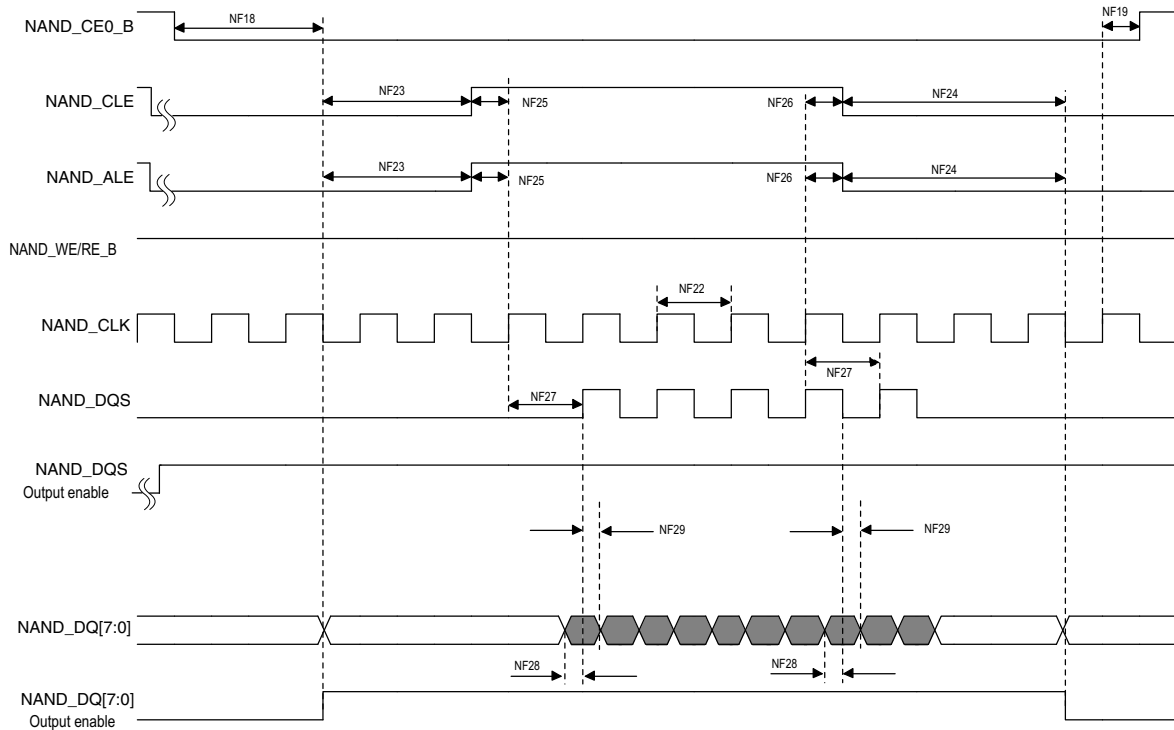 NAND_CE0_B
NF18
NF19
NAND_CLE
NF23
NF25
NF26
NF24
NAND_ALE
NF23
NF25
NF26
NF24
NAND_WE/RE_B
NF22
NAND_CLK
NF27
NAND_DQS
NF27
NAND_DQS
Output enable
NF29
NF29
NAND_DQ[7:0]
NF28
NF28
NAND_DQ[7:0]
Output enable